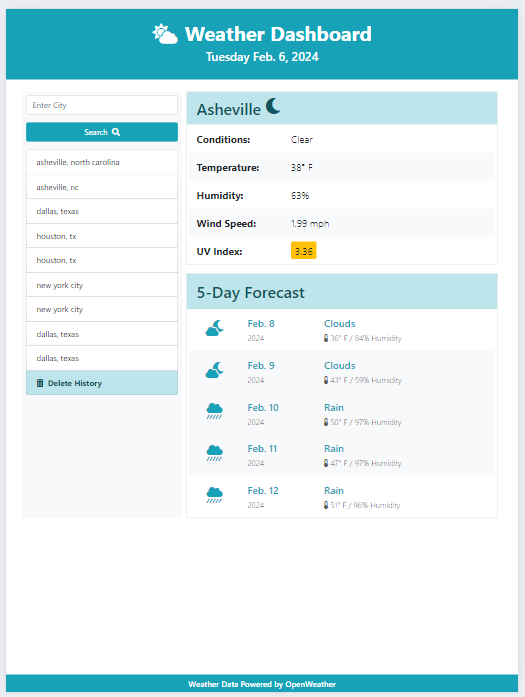 Weather Dashboard
Tuesday Feb. 6, 2024
Enter City
Search
asheville, north carolina
asheville, nc
dallas, texas
houston, tx
houston, tx
new york city
new york city
dallas, texas
dallas, texas
Delete History
Asheville
Conditions: Clear
Temperature: 38° F
Humidity: 63%
Wind Speed: 1.99 mph
UV Index: 3.36
5-Day Forecast
Feb. 8 Clouds
2024 36° F / 84% Humidity
Feb. 9 Clouds
2024 43° F / 59% Humidity
Feb. 10 Rain
2024 50° F / 97% Humidity
Feb. 11 Rain
2024 47° F / 97% Humidity
Feb. 12 Rain
2024 51° F / 96% Humidity
Weather Data Powered by OpenWeather